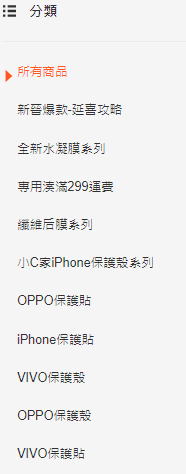 分類
所有商品
新晉爆款-延喜攻略
全新水凝膜系列
專用湊滿299運費
纖維后膜系列
小C家iPhone保護殼系列
OPPO保護貼
iPhone保護貼
VIVO保護殼
OPPO保護殼
VIVO保護貼